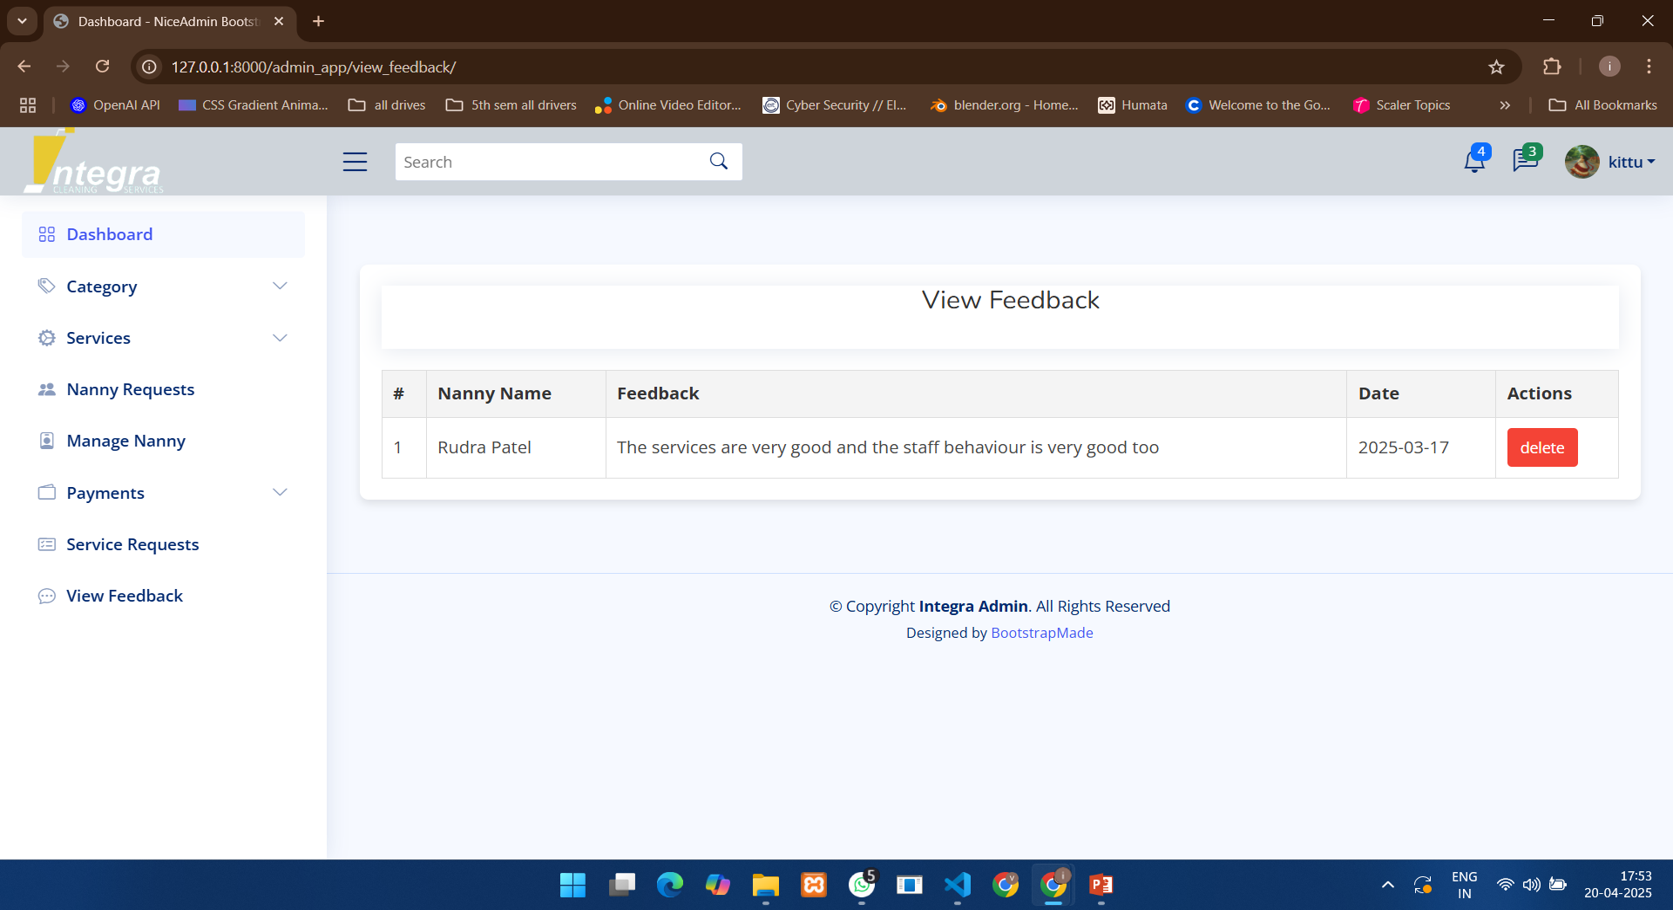 Dashboard - NiceAdmin Bootst
127.0.0.1:8000/admin_app/view_feedback/
i
OpenAI API
CSS Gradient Anima...
all drives
5th sem all drivers
Online Video Editor...
Cyber Security // El...
blender.org - Home...
Humata
Welcome to the Go...
Scaler Topics
»
All Bookmarks
ntegra
CLEANING SERVICES
Search
4
3
kittu
Dashboard
Category
Services
Nanny Requests
Manage Nanny
Payments
Service Requests
View Feedback
View Feedback
# Nanny Name Feedback Date Actions
1 Rudra Patel The services are very good and the staff behaviour is very good too 2025-03-17 delete
© Copyright Integra Admin. All Rights Reserved
Designed by BootstrapMade
5
ENG
IN
17:53
20-04-2025